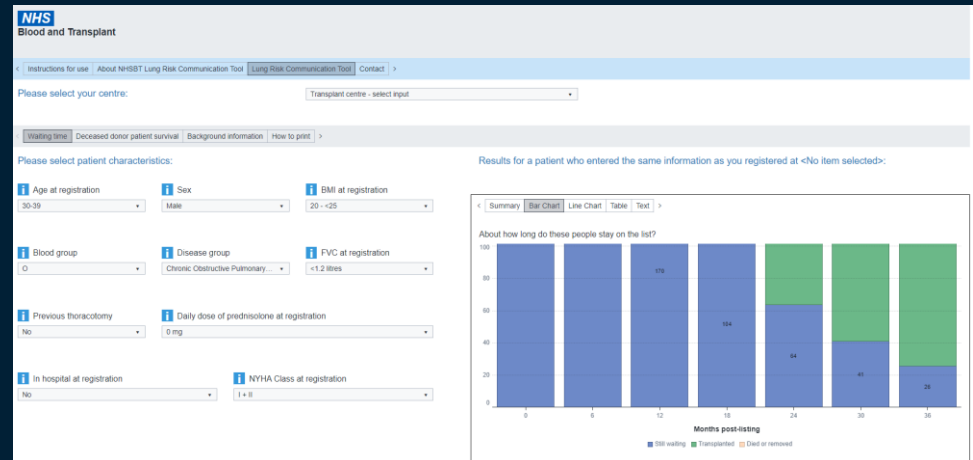 NHS
Blood and Transplant
< Instructions for use About NHSBT Lung Risk Communication Tool Lung Risk Communication Tool Contact >
Please select your centre:
Transplant centre - select input
< Waiting time Deceased donor patient survival Background information How to print >
Please select patient characteristics:
Results for a patient who entered the same information as you registered at <No item selected>:
i Age at registration
i Sex
i BMI at registration
30-39
Male
20 - <25
< Summary Bar Chart Line Chart Table Text >
About how long do these people stay on the list?
i Blood group
i Disease group
i FVC at registration
O
Chronic Obstructive Pulmonary...
<1.2 litres
i Previous thoracotomy
i Daily dose of prednisolone at registration
No
0 mg
i In hospital at registration
i NYHA Class at registration
No
I + II
100
80
60
40
20
0
170
104
64
41
26
0 6 12 18 24 30 36
Months post-listing
Still waiting Transplanted Died or removed